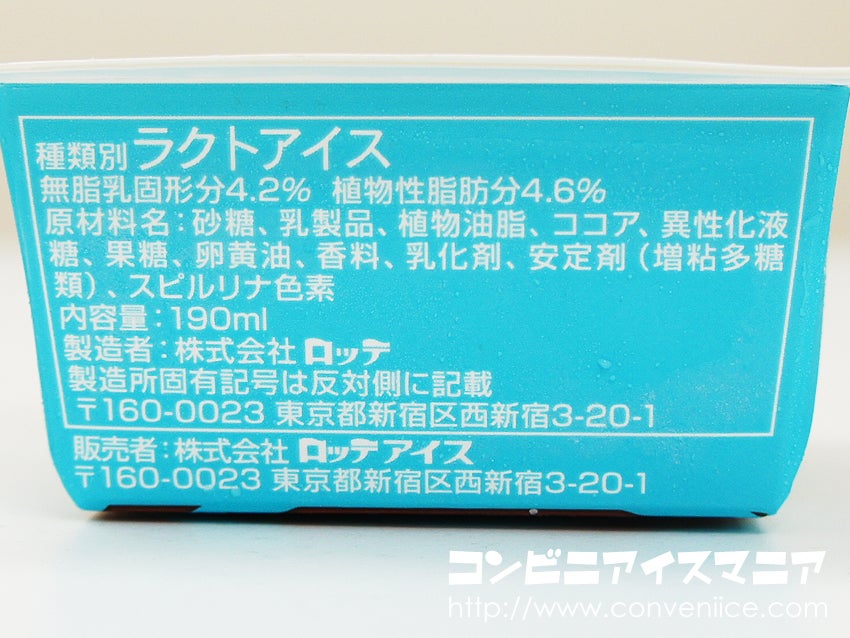 種類別 ラクトアイス
無脂乳固形分4.2% 植物性脂肪分4.6%
原材料名:砂糖、乳製品、植物油脂、ココア、異性化液
糖、果糖、卵黄油、香料、乳化剤、安定剤(増粘多糖
類)、スピルリナ色素
内容量:190ml
製造者:株式会社 ロッテ
製造所固有記号は反対側に記載
〒160-0023 東京都新宿区西新宿3-20-1
販売者:株式会社 ロッテアイス
〒160-0023 東京都新宿区西新宿3-20-1
コンビニアイスマニア
http://www.conveniice.com